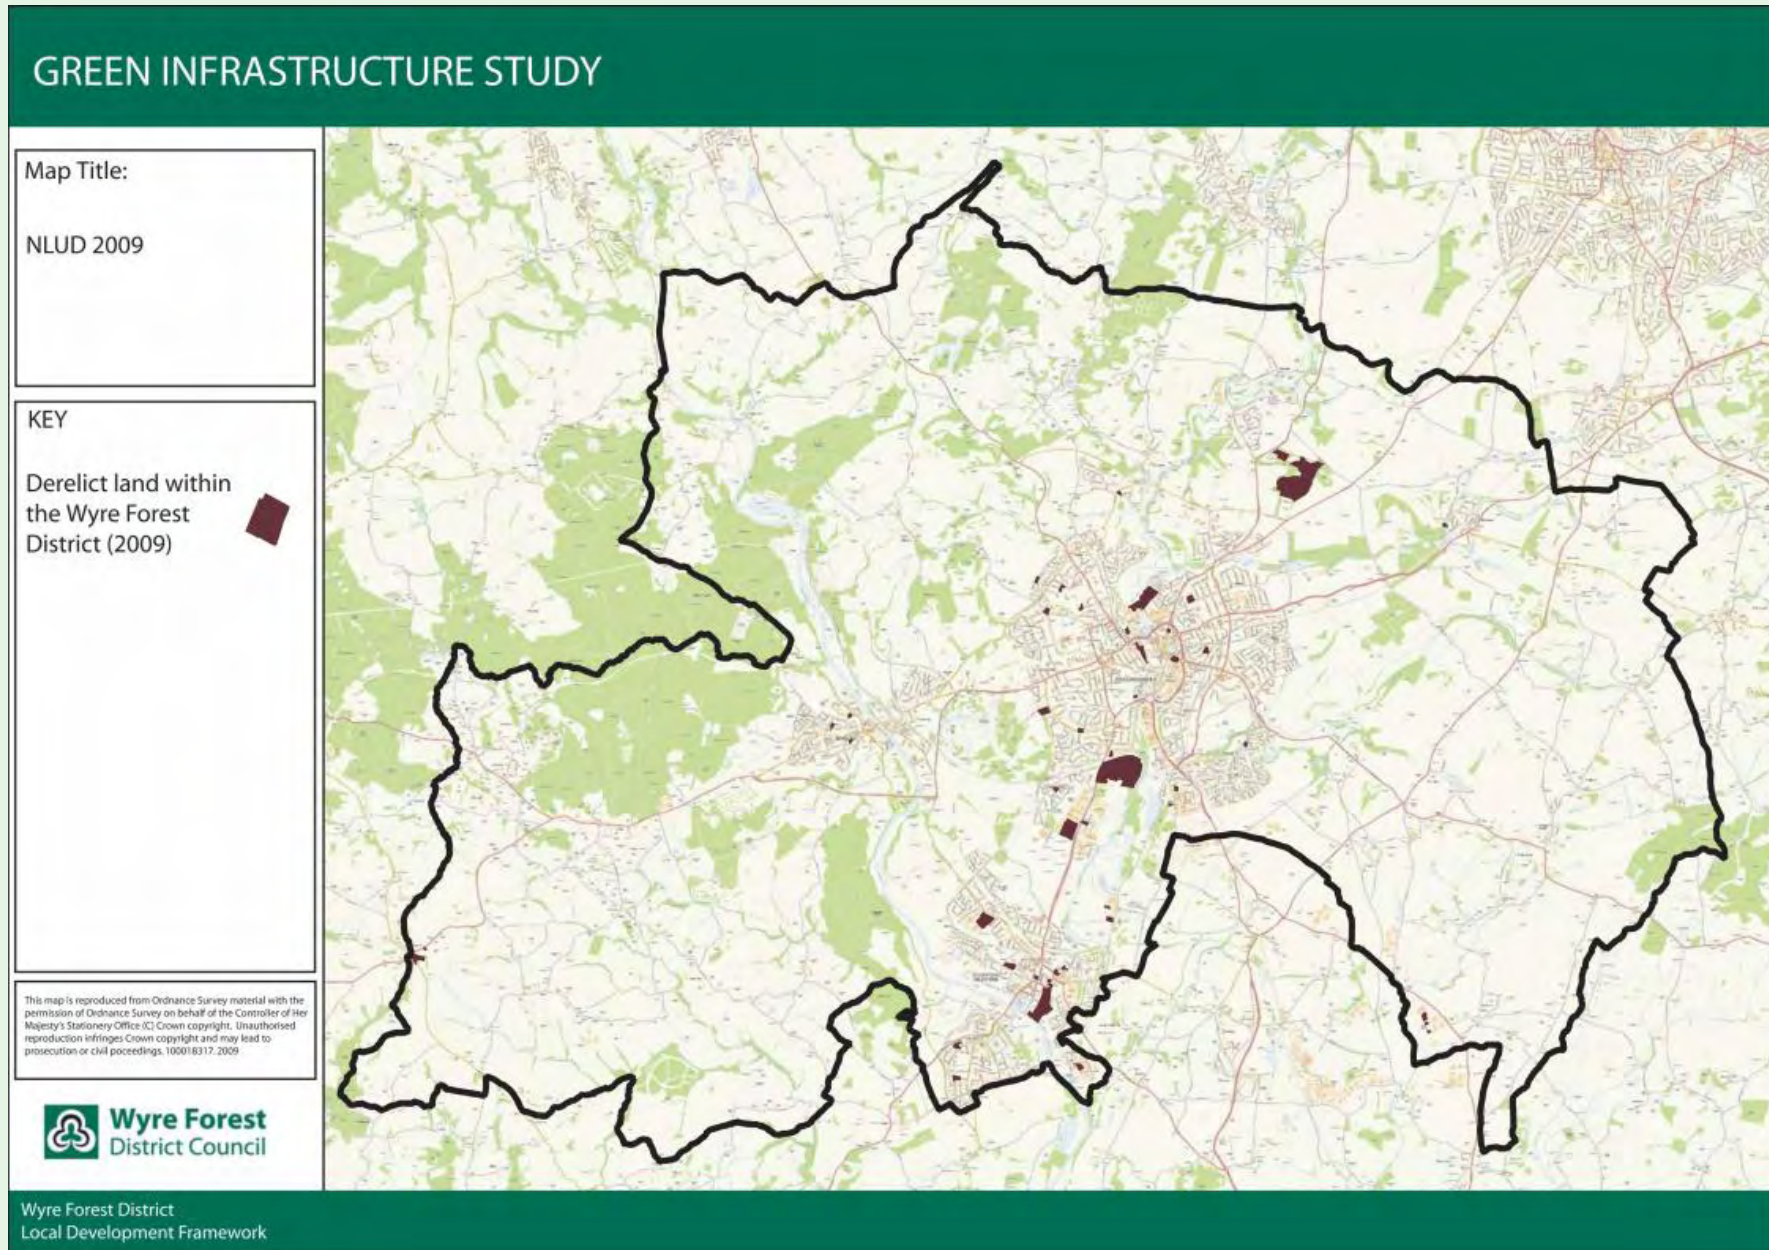 GREEN INFRASTRUCTURE STUDY
Map Title:
NLUD 2009
KEY
Derelict land within
the Wyre Forest
District (2009)
This map is reproduced from Ordnance Survey material with the
permission of Ordnance Survey on behalf of the Controller of Her
Majesty's Stationery Office (C) Crown copyright. Unauthorised
reproduction infringes Crown copyright and may lead to
prosecution or civil poceedings. 100018317. 2009
Wyre Forest
District Council
Wyre Forest District
Local Development Framework